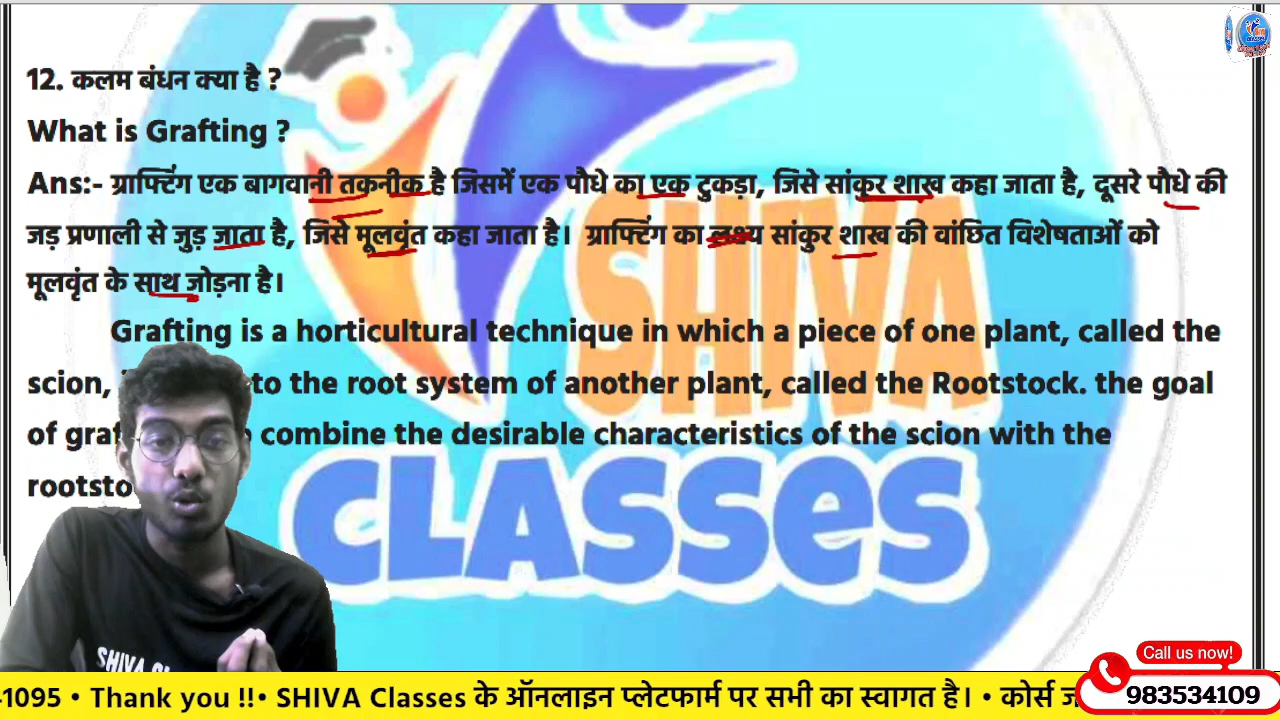 12. कलम बंधन क्या है ?
What is Grafting ?
Ans:- ग्राफ्टिंग एक बागवानी तकनीक है जिसमें एक पौधे का एक टुकड़ा, जिसे सांकुर शाख कहा जाता है, दूसरे पौधे की
जड़ प्रणाली से जुड़ जाता है, जिसे मूलवृंत कहा जाता है। ग्राफ्टिंग का लक्ष्य सांकुर शाख की वांछित विशेषताओं को
मूलवृंत के साथ जोड़ना है।
Grafting is a horticultural technique in which a piece of one plant, called the
scion, to the root system of another plant, called the Rootstock. the goal
of combine the desirable characteristics of the scion with the
SHIVA
CLASSES
SHIVA
Call us now!
1095 • Thank you !!• SHIVA Classes के ऑनलाइन प्लेटफार्म पर सभी का स्वागत है। • कोर्स
983534109